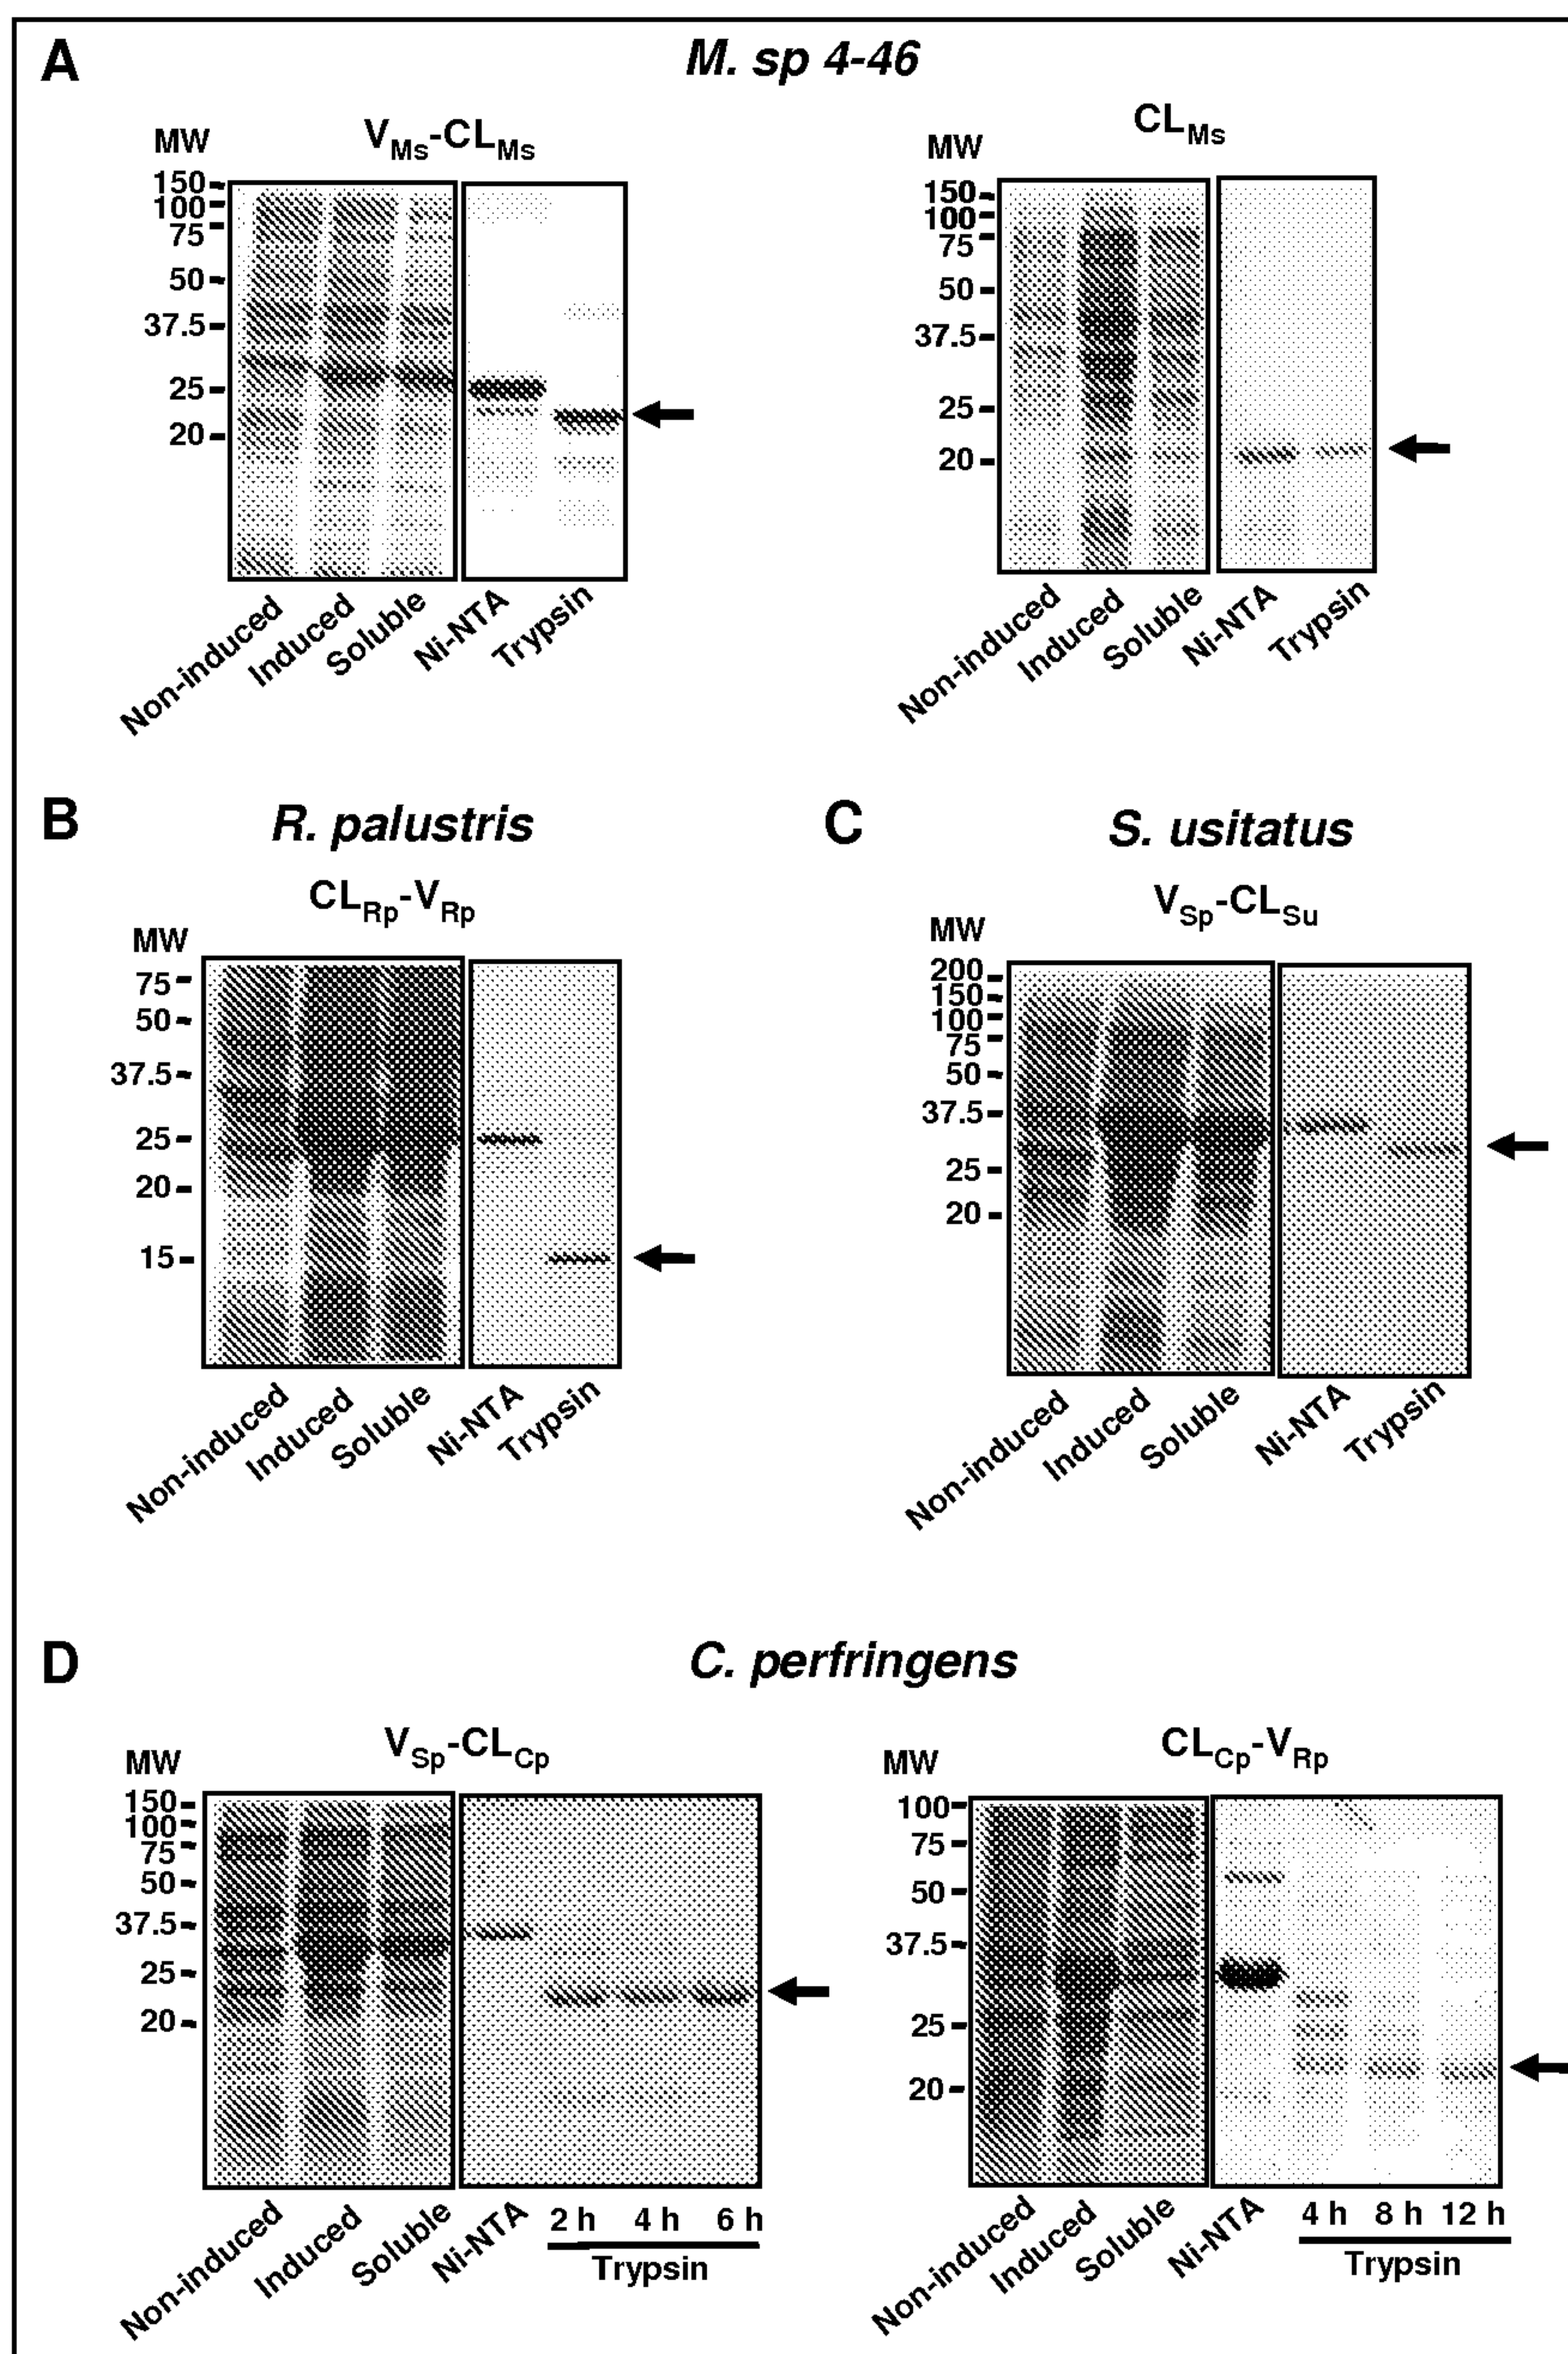 A
M. sp 4-46
VMs-CLMs
MW
150
100
75
50
37.5
25
20
Non-induced
Induced
Soluble
Ni-NTA
Trypsin
CLMs
MW
150
100
75
50
37.5
25
20
Non-induced
Induced
Soluble
Ni-NTA
Trypsin
B
R. palustris
CLRp-VRp
MW
75
50
37.5
25
20
15
Non-induced
Induced
Soluble
Ni-NTA
Trypsin
C
S. usitatus
VSp-CLSu
MW
200
150
100
75
50
37.5
25
20
Non-induced
Induced
Soluble
Ni-NTA
Trypsin
D
C. perfringens
VSp-CLCp
MW
150
100
75
50
37.5
25
20
Non-induced
Induced
Soluble
Ni-NTA
2 h 4 h 6 h
Trypsin
CLCp-VRp
MW
100
75
50
37.5
25
20
Non-induced
Induced
Soluble
Ni-NTA
4 h 8 h 12 h
Trypsin